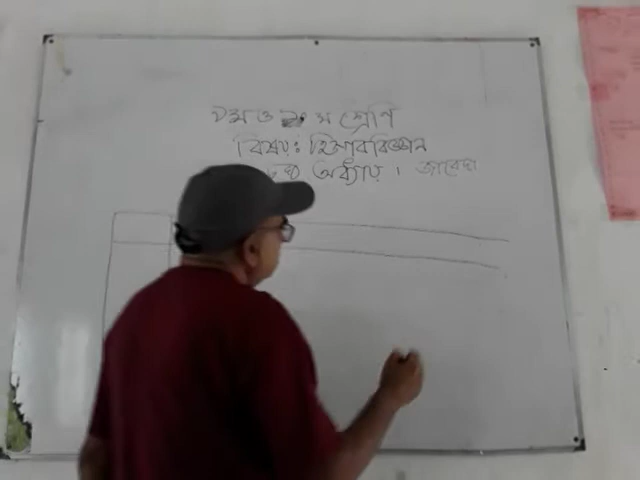 ৯ম ও ১০ম শ্রেণি
বিষয়ঃ হিসাববিজ্ঞান
অধ্যায়। জাবেদা